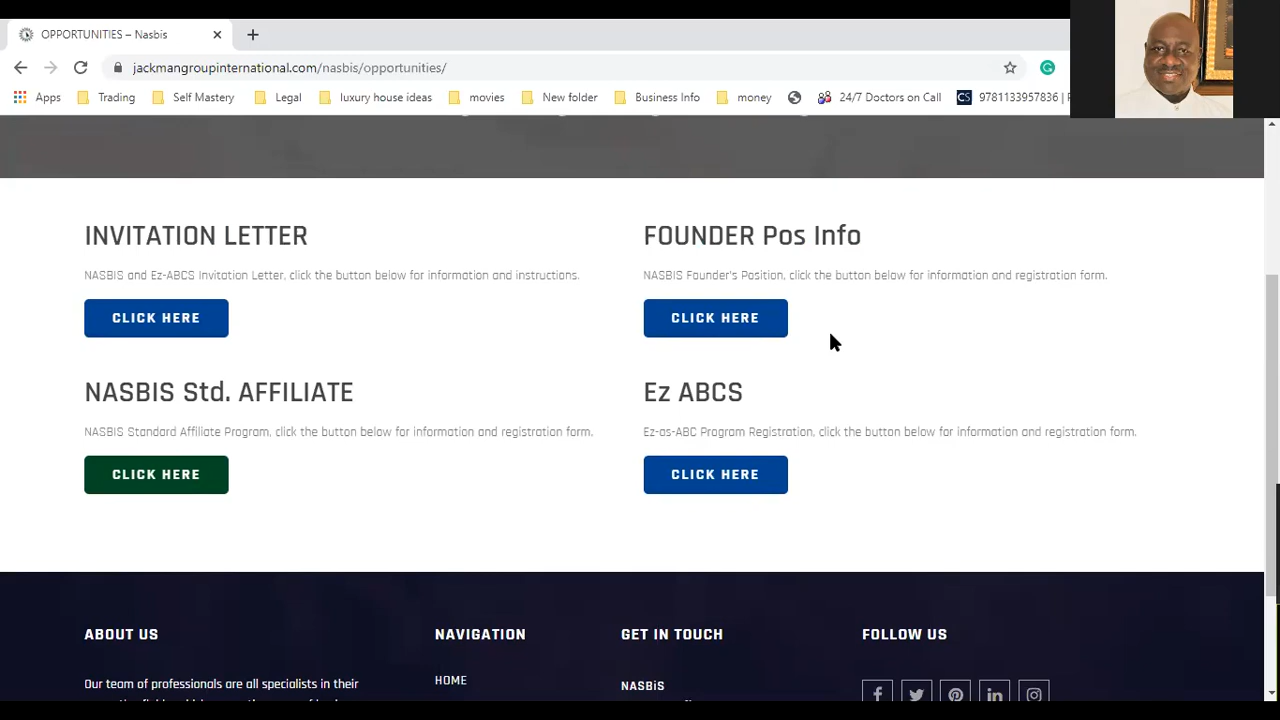 OPPORTUNITIES – Nasbis
jackmangroupinternational.com/nasbis/opportunities/
Apps Trading Self Mastery Legal luxury house ideas movies New folder Business Info money 24/7 Doctors on Call CS 9781133957836 |
INVITATION LETTER
NASBIS and Ez-ABCS Invitation Letter, click the button below for information and instructions.
CLICK HERE
FOUNDER Pos Info
NASBIS Founder's Position, click the button below for information and registration form.
CLICK HERE
NASBIS Std. AFFILIATE
NASBIS Standard Affiliate Program, click the button below for information and registration form.
CLICK HERE
Ez ABCS
Ez-as-ABC Program Registration, click the button below for information and registration form.
CLICK HERE
ABOUT US
Our team of professionals are all specialists in their
NAVIGATION
HOME
GET IN TOUCH
NASBiS
FOLLOW US